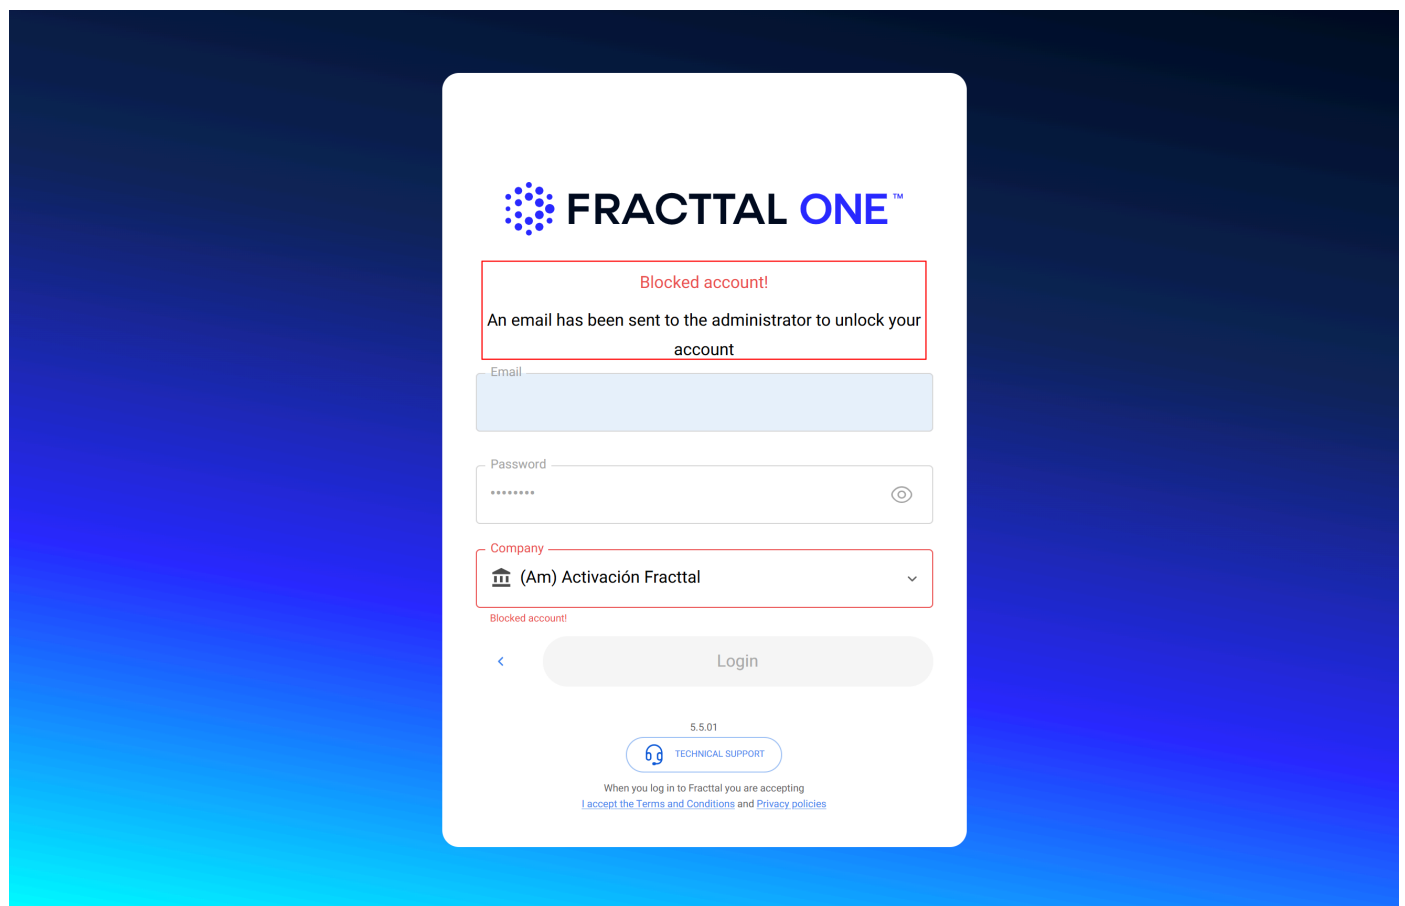 FRACTTAL ONE™
Blocked account!
An email has been sent to the administrator to unlock your
account
Email
Password
••••••••
Company
(Am) Activación Fracttal
Blocked account!
Login
5.5.01
TECHNICAL SUPPORT
When you log in to Fracttal you are accepting
I accept the Terms and Conditions and Privacy policies